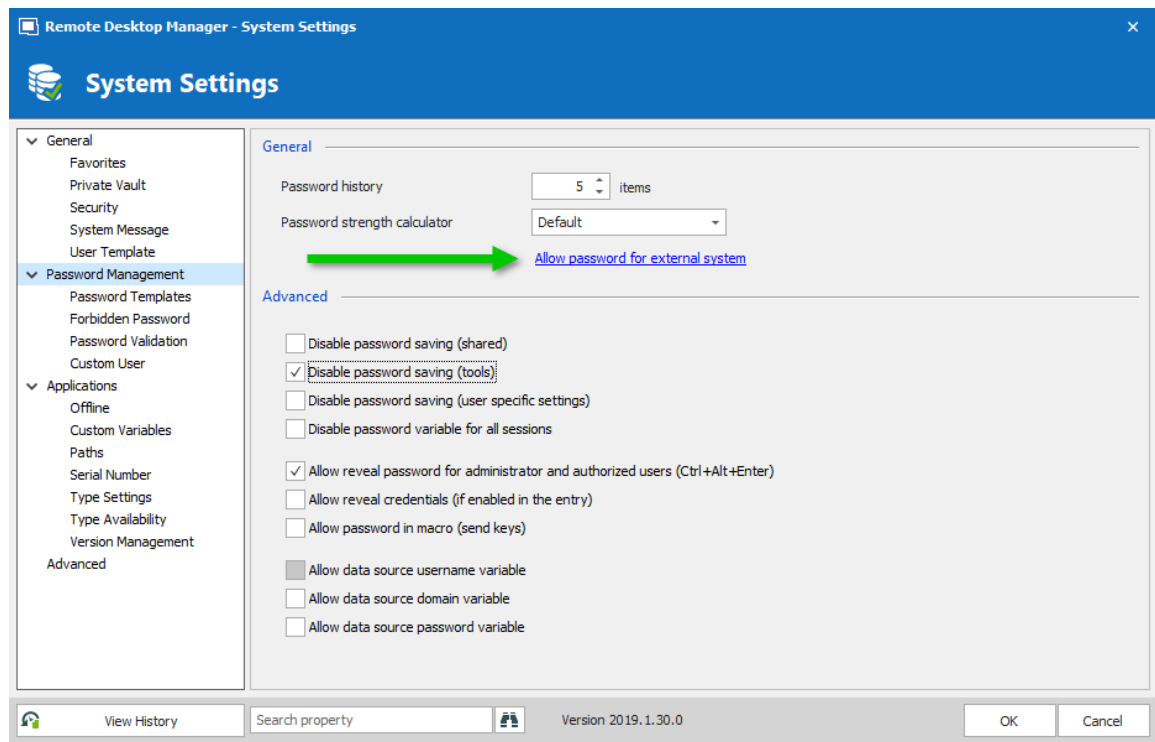 Remote Desktop Manager - System Settings
System Settings
General
Favorites
Private Vault
Security
System Message
User Template
Password Management
Password Templates
Forbidden Password
Password Validation
Custom User
Applications
Offline
Custom Variables
Paths
Serial Number
Type Settings
Type Availability
Version Management
Advanced
General
Password history 5 items
Password strength calculator Default
Allow password for external system
Advanced
Disable password saving (shared)
Disable password saving (tools)
Disable password saving (user specific settings)
Disable password variable for all sessions
Allow reveal password for administrator and authorized users (Ctrl+Alt+Enter)
Allow reveal credentials (if enabled in the entry)
Allow password in macro (send keys)
Allow data source username variable
Allow data source domain variable
Allow data source password variable
View History Search property Version 2019.1.30.0 OK Cancel